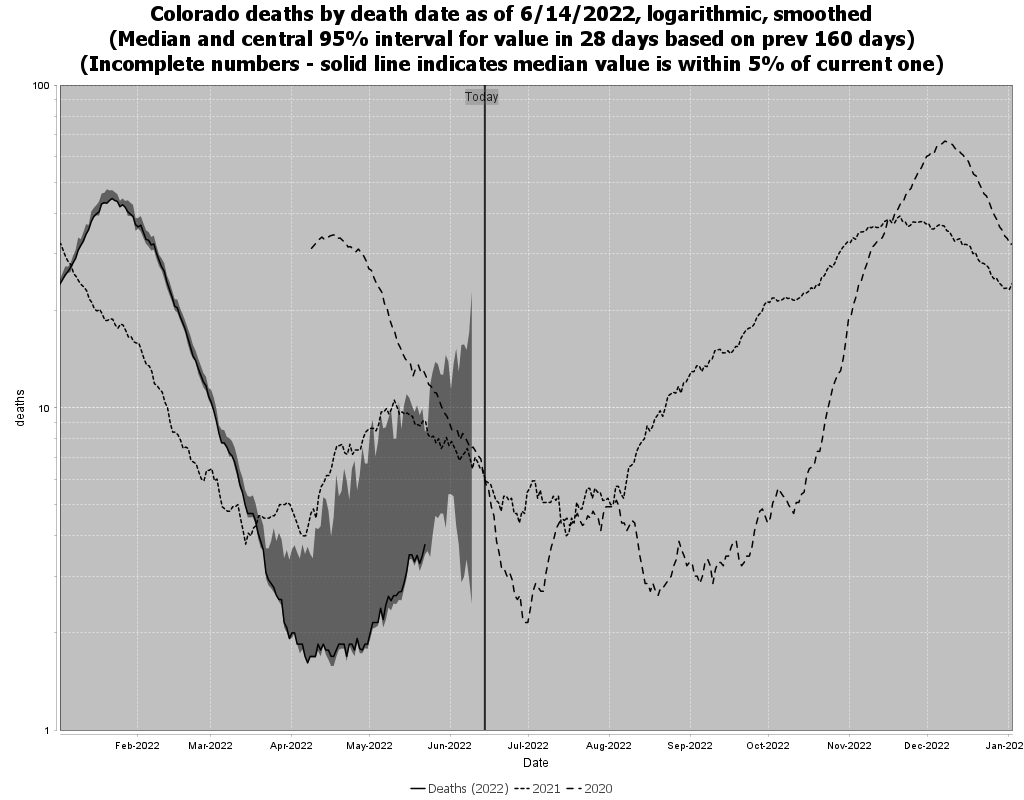 Colorado deaths by death date as of 6/14/2022, logarithmic, smoothed
(Median and central 95% interval for value in 28 days based on prev 160 days)
(Incomplete numbers - solid line indicates median value is within 5% of current one)
100
Today
deaths
10
1
Feb-2022 Mar-2022 Apr-2022 May-2022 Jun-2022 Jul-2022 Aug-2022 Sep-2022 Oct-2022 Nov-2022 Dec-2022 Jan-202
Date
Deaths (2022) 2021 2020